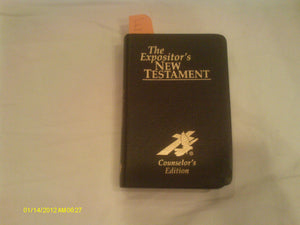 The
Expositor's
NEW
TESTAMENT
®
Counselor's
Edition
01/14/2012 AM 06:27